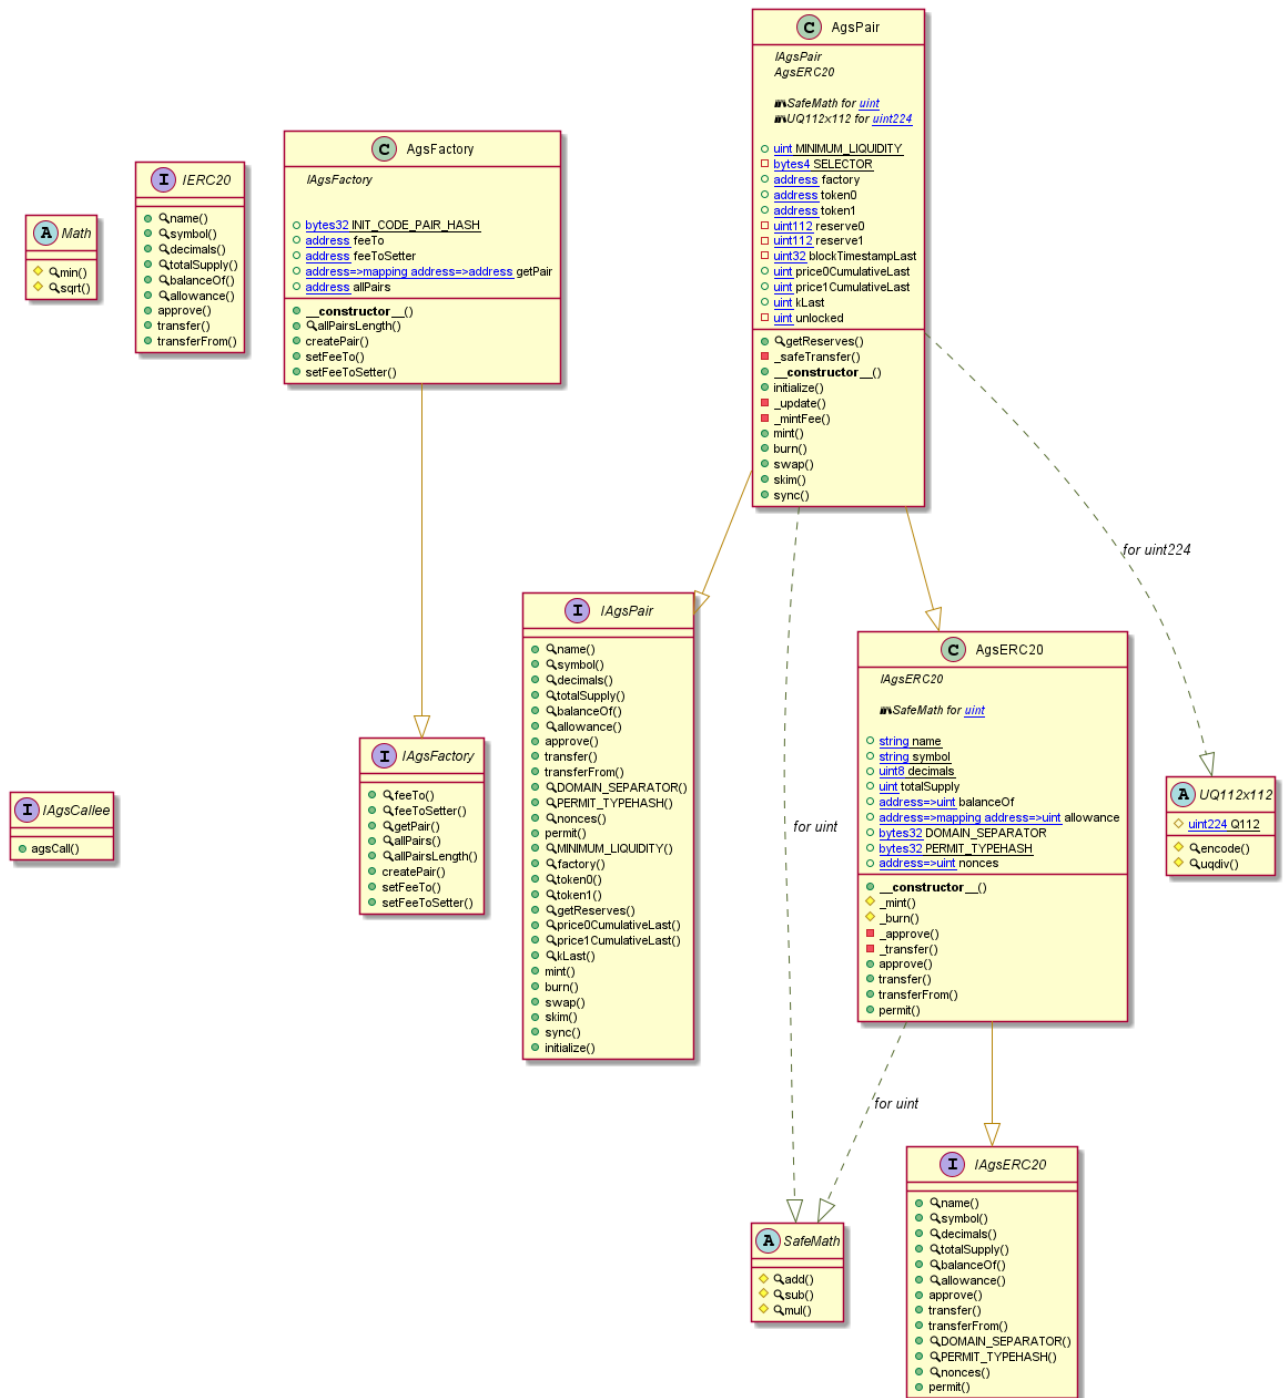 C AgsPair
IAgsPair
AgsERC20
SafeMath for uint
UQ112x112 for uint224
uint MINIMUM_LIQUIDITY
bytes4 SELECTOR
address factory
address token0
address token1
uint112 reserve0
uint112 reserve1
uint32 blockTimestampLast
uint price0CumulativeLast
uint price1CumulativeLast
uint kLast
uint unlocked
getReserves()
_safeTransfer()
__constructor__()
initialize()
_update()
_mintFee()
mint()
burn()
swap()
skim()
sync()
C AgsFactory
IAgsFactory
bytes32 INIT_CODE_PAIR_HASH
address feeTo
address feeToSetter
address=>mapping address=>address getPair
address allPairs
__constructor__()
allPairsLength()
createPair()
setFeeTo()
setFeeToSetter()
I IERC20
name()
symbol()
decimals()
totalSupply()
balanceOf()
allowance()
approve()
transfer()
transferFrom()
A Math
min()
sqrt()
for uint224
I IAgsPair
name()
symbol()
decimals()
totalSupply()
balanceOf()
allowance()
approve()
transfer()
transferFrom()
DOMAIN_SEPARATOR()
PERMIT_TYPEHASH()
nonces()
permit()
MINIMUM_LIQUIDITY()
factory()
token0()
token1()
getReserves()
price0CumulativeLast()
price1CumulativeLast()
kLast()
mint()
burn()
swap()
skim()
sync()
initialize()
C AgsERC20
IAgsERC20
SafeMath for uint
string name
string symbol
uint8 decimals
uint totalSupply
address=>uint balanceOf
address=>mapping address=>uint allowance
bytes32 DOMAIN_SEPARATOR
bytes32 PERMIT_TYPEHASH
address=>uint nonces
__constructor__()
_mint()
_burn()
_approve()
_transfer()
approve()
transfer()
transferFrom()
permit()
I IAgsFactory
feeTo()
feeToSetter()
getPair()
allPairs()
allPairsLength()
createPair()
setFeeTo()
setFeeToSetter()
A UQ112x112
uint224 Q112
encode()
uqdiv()
I IAgsCallee
agsCall()
for uint
for uint
I IAgsERC20
name()
symbol()
decimals()
totalSupply()
balanceOf()
allowance()
approve()
transfer()
transferFrom()
DOMAIN_SEPARATOR()
PERMIT_TYPEHASH()
nonces()
permit()
A SafeMath
add()
sub()
mul()